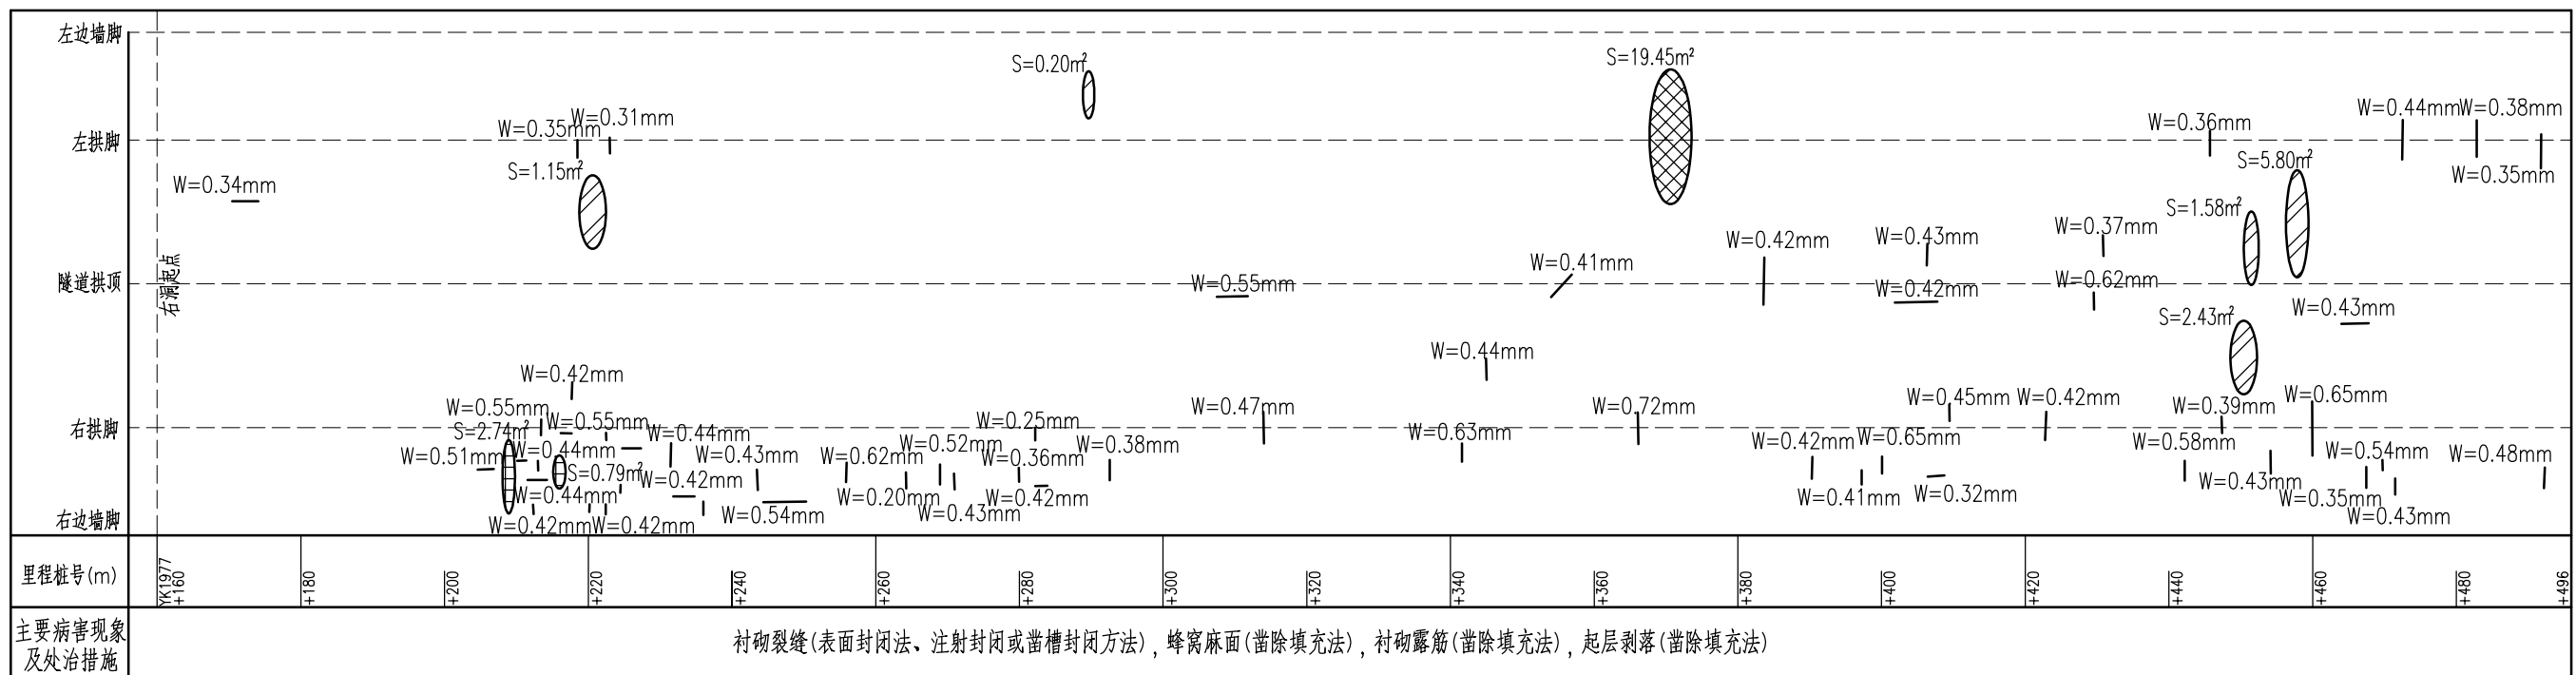 左边墙脚
S=0.20m²
S=19.45m²
左拱脚
W=0.35mm
W=0.31mm
W=0.36mm
W=0.44mm
W=0.38mm
W=0.34mm
S=1.15m²
S=5.80m²
W=0.35mm
S=1.58m²
W=0.42mm
W=0.43mm
W=0.37mm
隧道拱顶
右洞起点
W=0.55mm
W=0.41mm
W=0.42mm
W=0.62mm
S=2.43m²
W=0.43mm
W=0.44mm
W=0.42mm
W=0.55mm
W=0.55mm
W=0.47mm
W=0.25mm
W=0.72mm
W=0.45mm
W=0.42mm
W=0.39mm
W=0.65mm
右拱脚
S=2.74m²
W=0.44mm
W=0.44mm
W=0.52mm
W=0.38mm
W=0.63mm
W=0.42mm
W=0.65mm
W=0.58mm
W=0.54mm
W=0.48mm
W=0.51mm
S=0.79m²
W=0.43mm
W=0.62mm
W=0.36mm
W=0.42mm
W=0.44mm
W=0.20mm
W=0.42mm
W=0.41mm
W=0.32mm
W=0.43mm
W=0.35mm
右边墙脚
W=0.42mm
W=0.42mm
W=0.54mm
W=0.43mm
W=0.43mm
里程桩号(m)
YK1977
+160
+180
+200
+220
+240
+260
+280
+300
+320
+340
+360
+380
+400
+420
+440
+460
+480
+496
主要病害现象
及处治措施
衬砌裂缝(表面封闭法、注射封闭或凿槽封闭方法)，蜂窝麻面(凿除填充法)，衬砌露筋(凿除填充法)，起层剥落(凿除填充法)